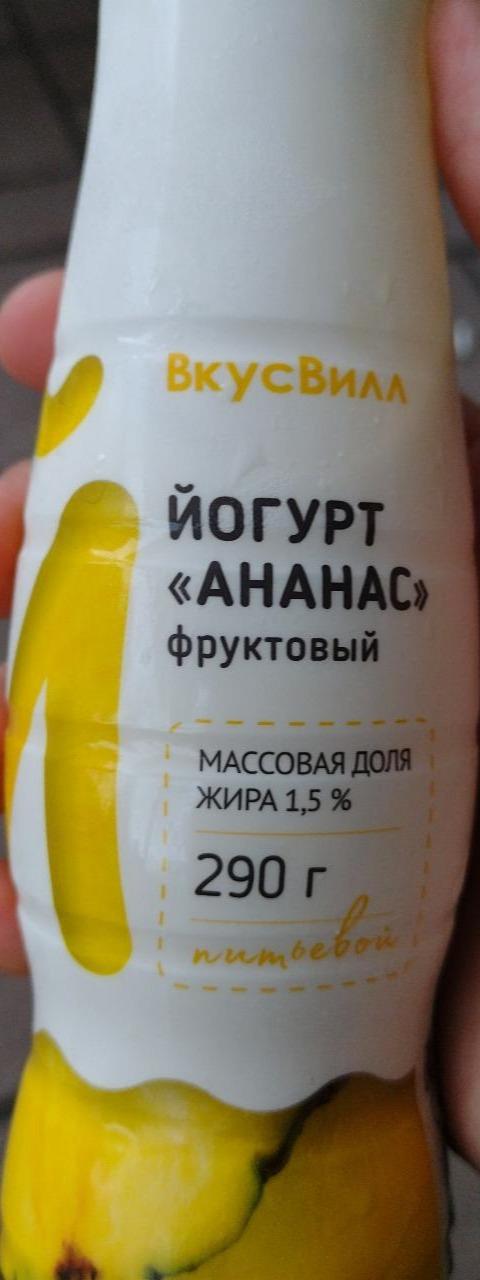 ВкусВилл
ЙОГУРТ
«АНАНАС»
фруктовый
МАССОВАЯ ДОЛЯ
ЖИРА 1,5 %
290 г
питьевой